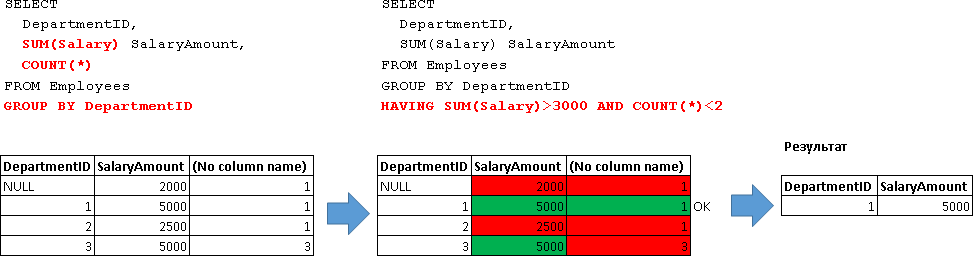 SELECT
DepartmentID,
SUM(Salary) SalaryAmount,
COUNT(*)
FROM Employees
GROUP BY DepartmentID
SELECT
DepartmentID,
SUM(Salary) SalaryAmount
FROM Employees
GROUP BY DepartmentID
HAVING SUM(Salary)>3000 AND COUNT(*)<2
DepartmentID SalaryAmount (No column name)
NULL 2000 1
1 5000 1
2 2500 1
3 5000 3
DepartmentID SalaryAmount (No column name)
NULL 2000 1
1 5000 1 OK
2 2500 1
3 5000 3
Результат
DepartmentID SalaryAmount
1 5000